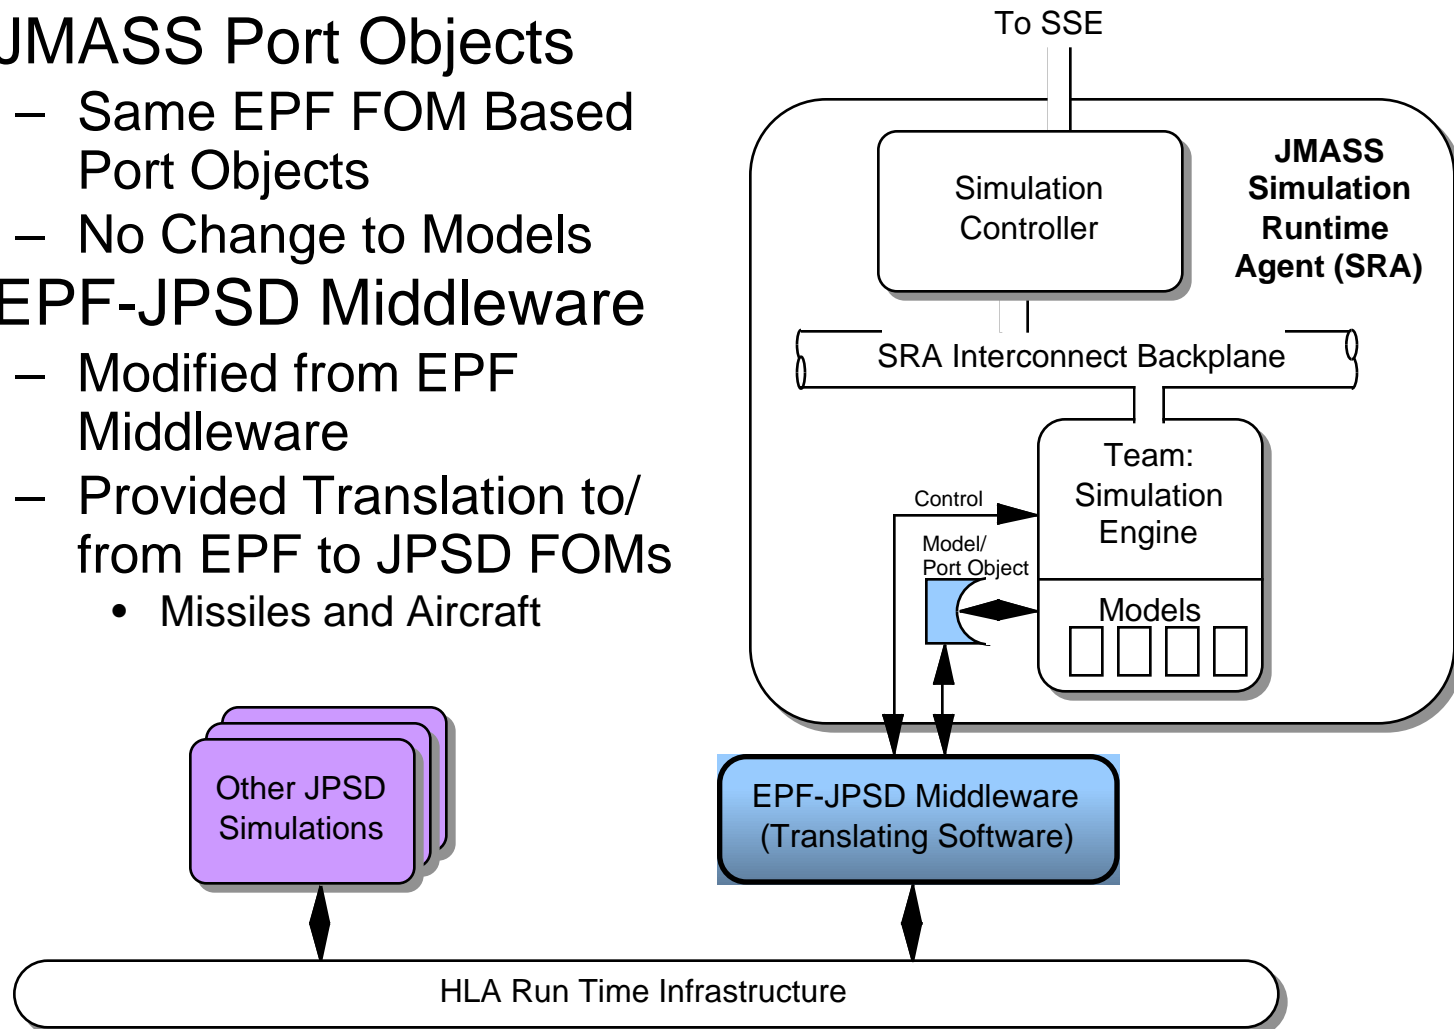 JMASS Port Objects
– Same EPF FOM Based
Port Objects
– No Change to Models
EPF-JPSD Middleware
– Modified from EPF
Middleware
– Provided Translation to/
from EPF to JPSD FOMs
• Missiles and Aircraft
To SSE
JMASS
Simulation
Runtime
Agent (SRA)
Simulation
Controller
SRA Interconnect Backplane
Team:
Simulation
Engine
Control
Model/
Port Object
Models
Other JPSD
Simulations
EPF-JPSD Middleware
(Translating Software)
HLA Run Time Infrastructure